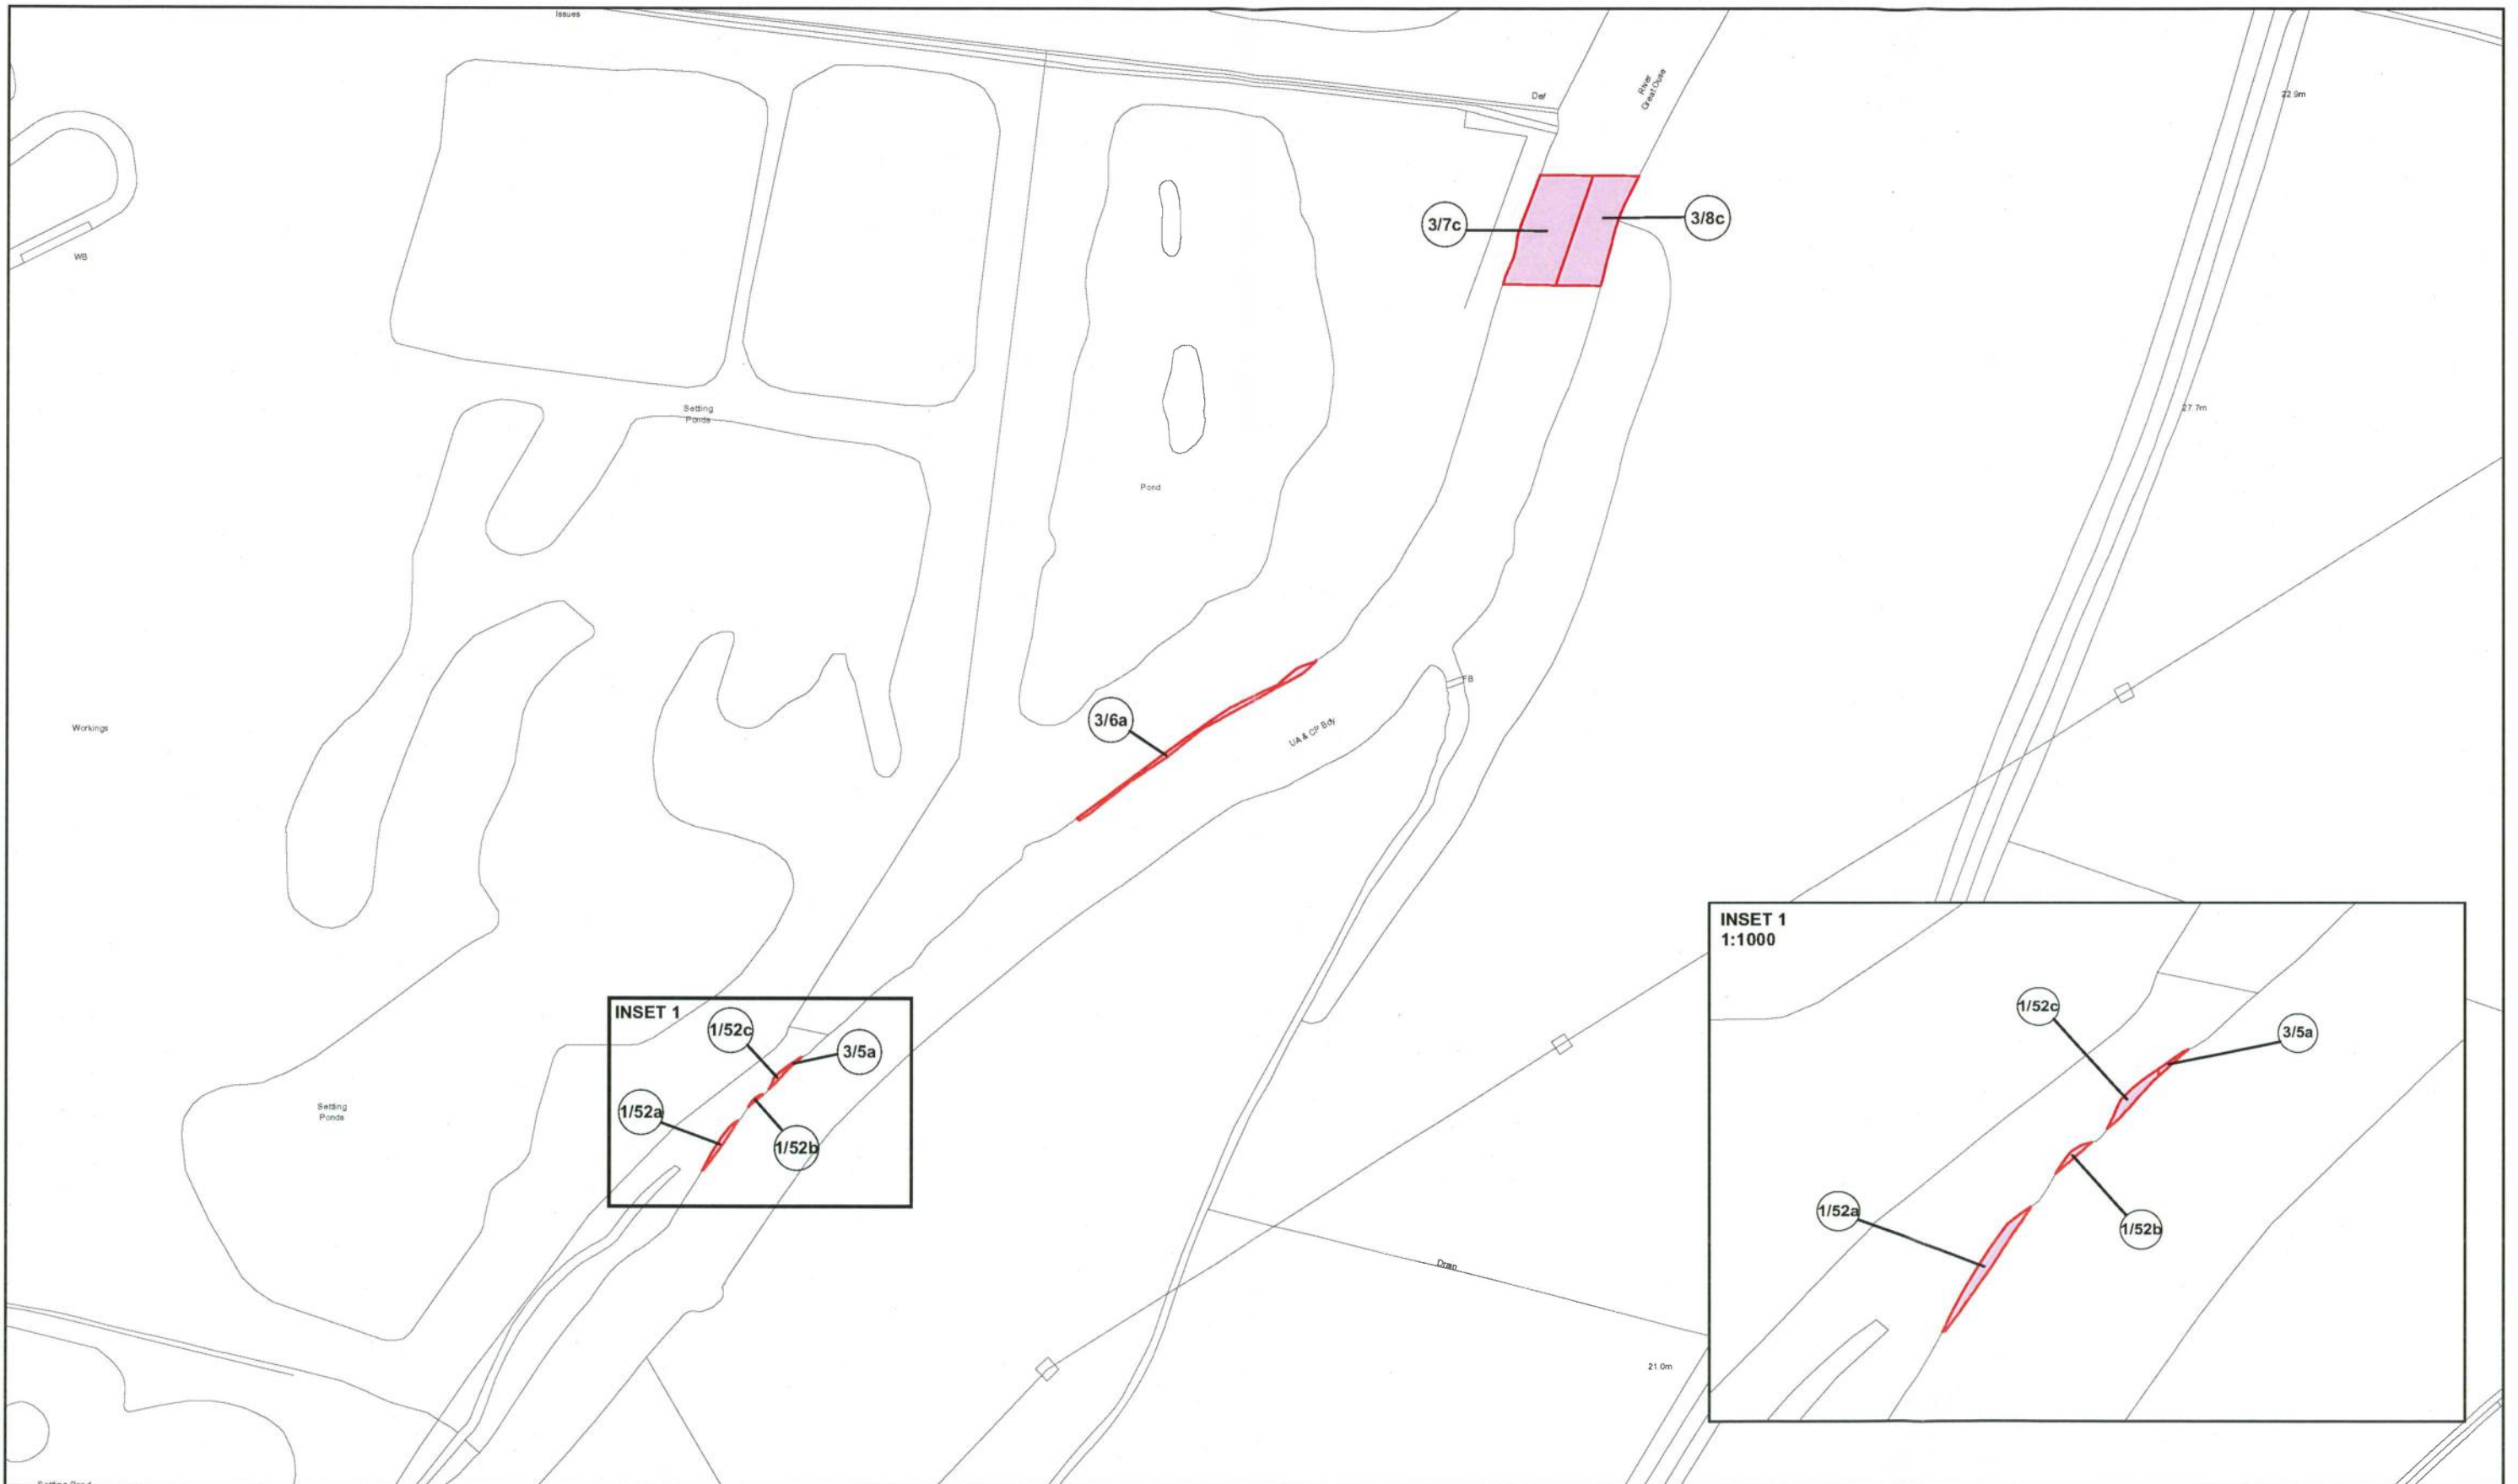 Issues
River
Great Ouse
Def
22.9m
3/7c
3/8c
WB
Setting
Ponds
27.7m
Pond
FB
3/6a
UA & CP Bdy
Workings
INSET 1
1:1000
INSET 1
1/52c
3/5a
1/52a
1/52b
1/52c
3/5a
1/52a
1/52b
Setting
Ponds
Drain
21.0m